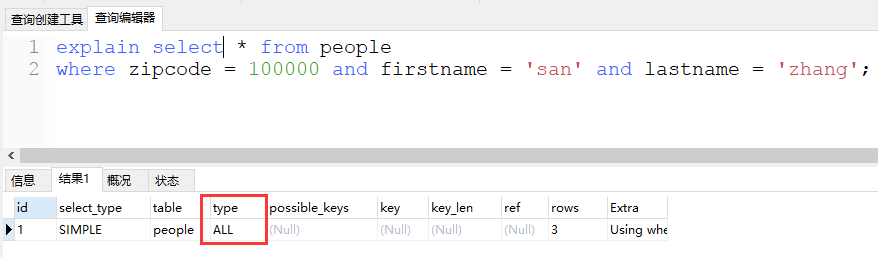 查询创建工具 查询编辑器
1 explain select * from people
2 where zipcode = 100000 and firstname = 'san' and lastname = 'zhang';
信息 结果1 概况 状态
id select_type table type possible_keys key key_len ref rows Extra
1 SIMPLE people ALL (Null) (Null) (Null) (Null) 3 Using whe